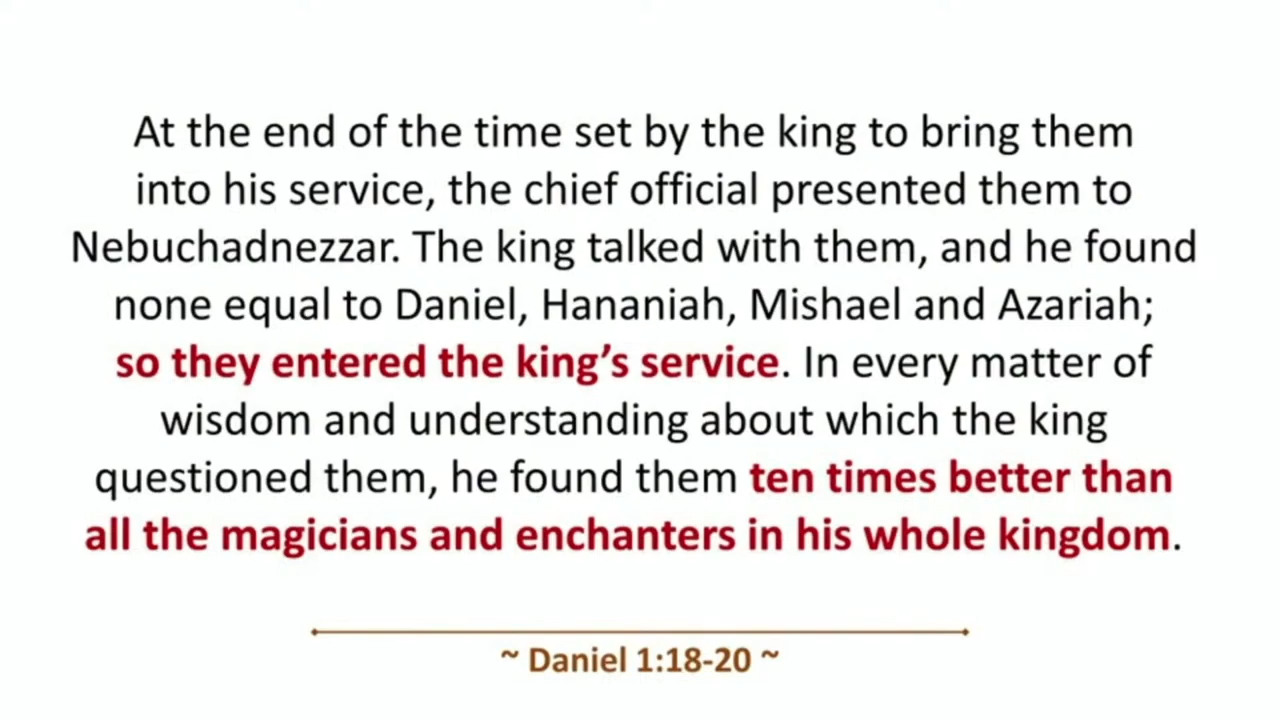 At the end of the time set by the king to bring them
into his service, the chief official presented them to
Nebuchadnezzar. The king talked with them, and he found
none equal to Daniel, Hananiah, Mishael and Azariah;
so they entered the king’s service. In every matter of
wisdom and understanding about which the king
questioned them, he found them ten times better than
all the magicians and enchanters in his whole kingdom.
~ Daniel 1:18-20 ~